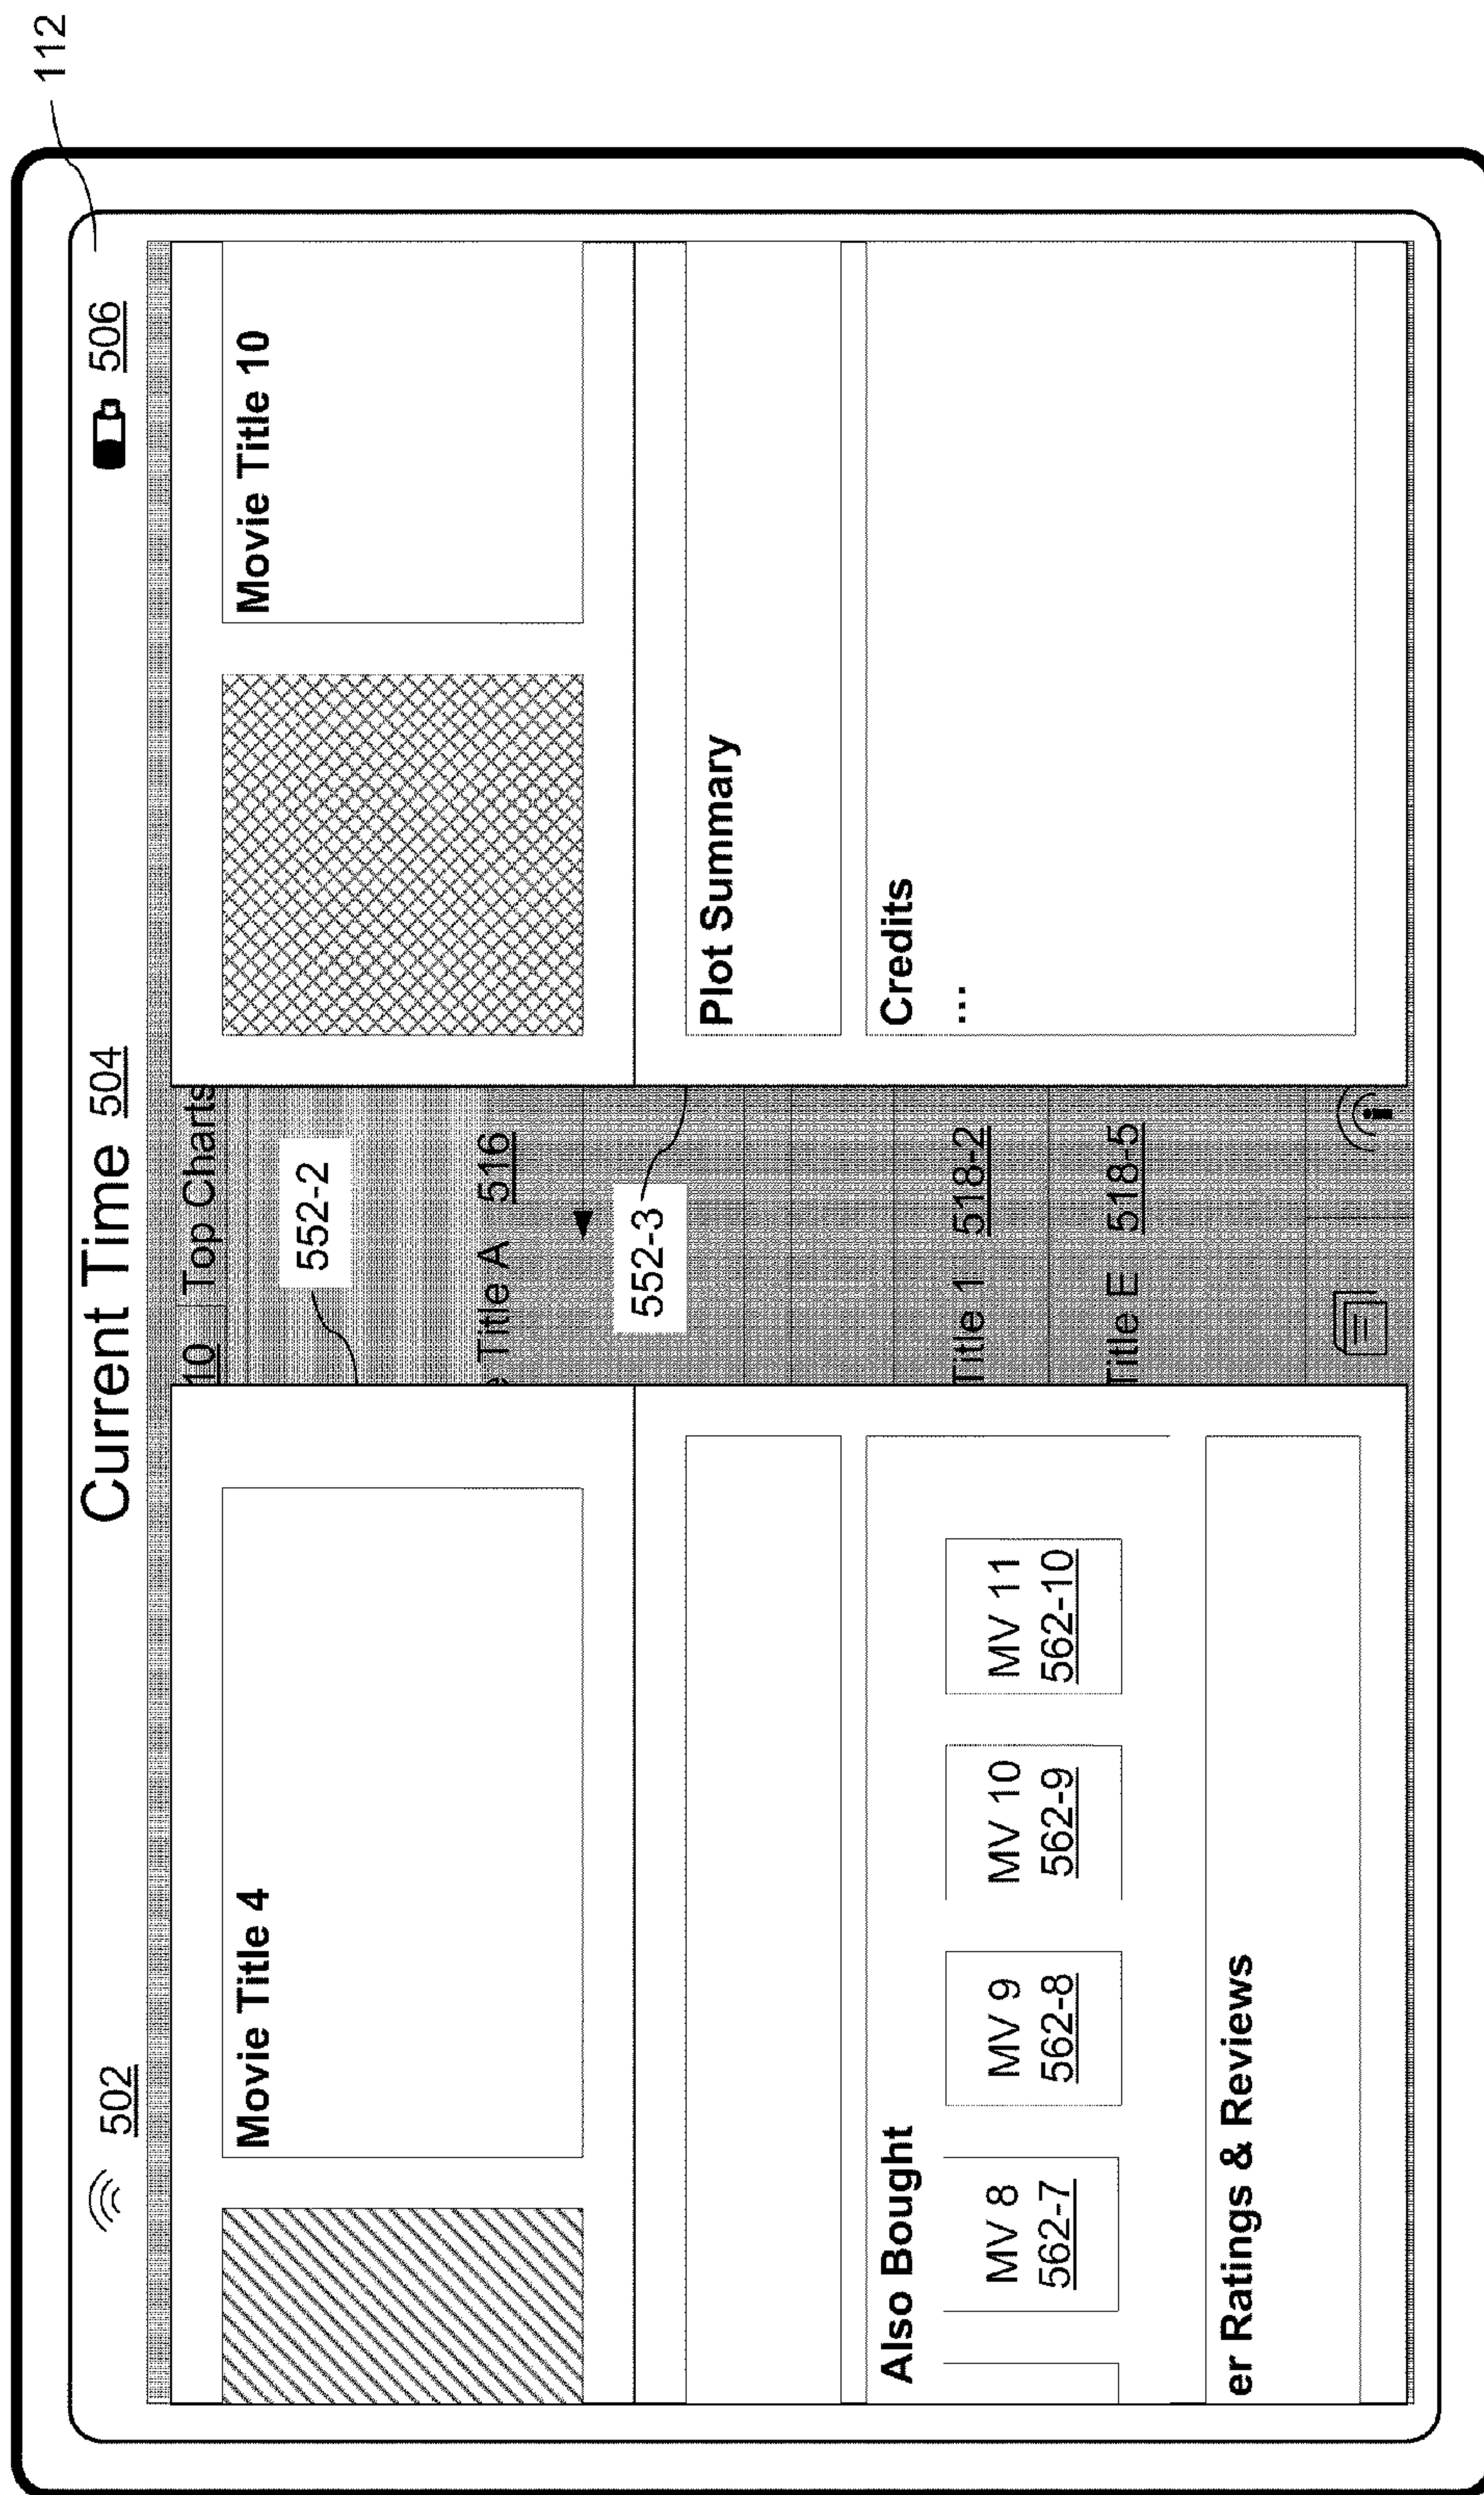 112
502
Current Time 504
506
10 Top Charts
Movie Title 4
552-2
Movie Title 10
Title A 516
552-3
Plot Summary
Also Bought
MV 8
562-7
MV 9
562-8
MV 10
562-9
MV 11
562-10
Title 1 518-2
Title E 518-5
Credits
...
er Ratings & Reviews